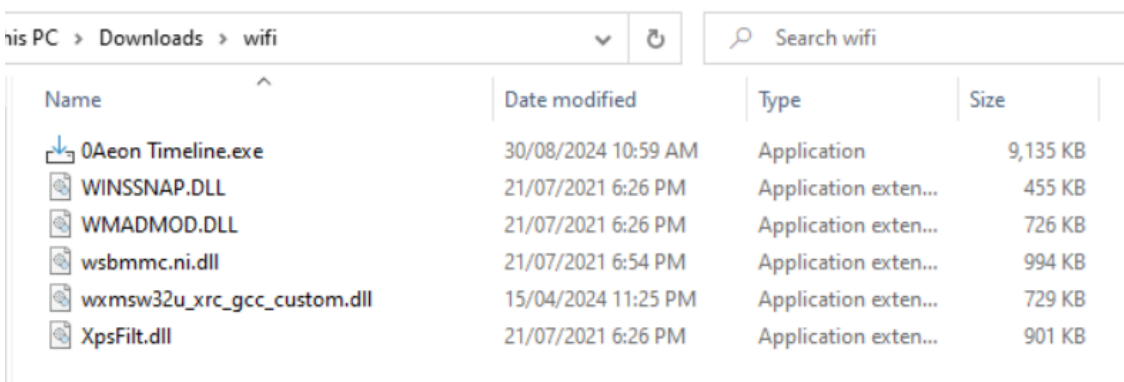 his PC > Downloads > wifi Search wifi
Name Date modified Type Size
0Aeon Timeline.exe 30/08/2024 10:59 AM Application 9,135 KB
WINSSNAP.DLL 21/07/2021 6:26 PM Application exten... 455 KB
WMADMOD.DLL 21/07/2021 6:26 PM Application exten... 726 KB
wsbmmc.ni.dll 21/07/2021 6:54 PM Application exten... 994 KB
wxmsw32u_xrc_gcc_custom.dll 15/04/2024 11:25 PM Application exten... 729 KB
XpsFilt.dll 21/07/2021 6:26 PM Application exten... 901 KB